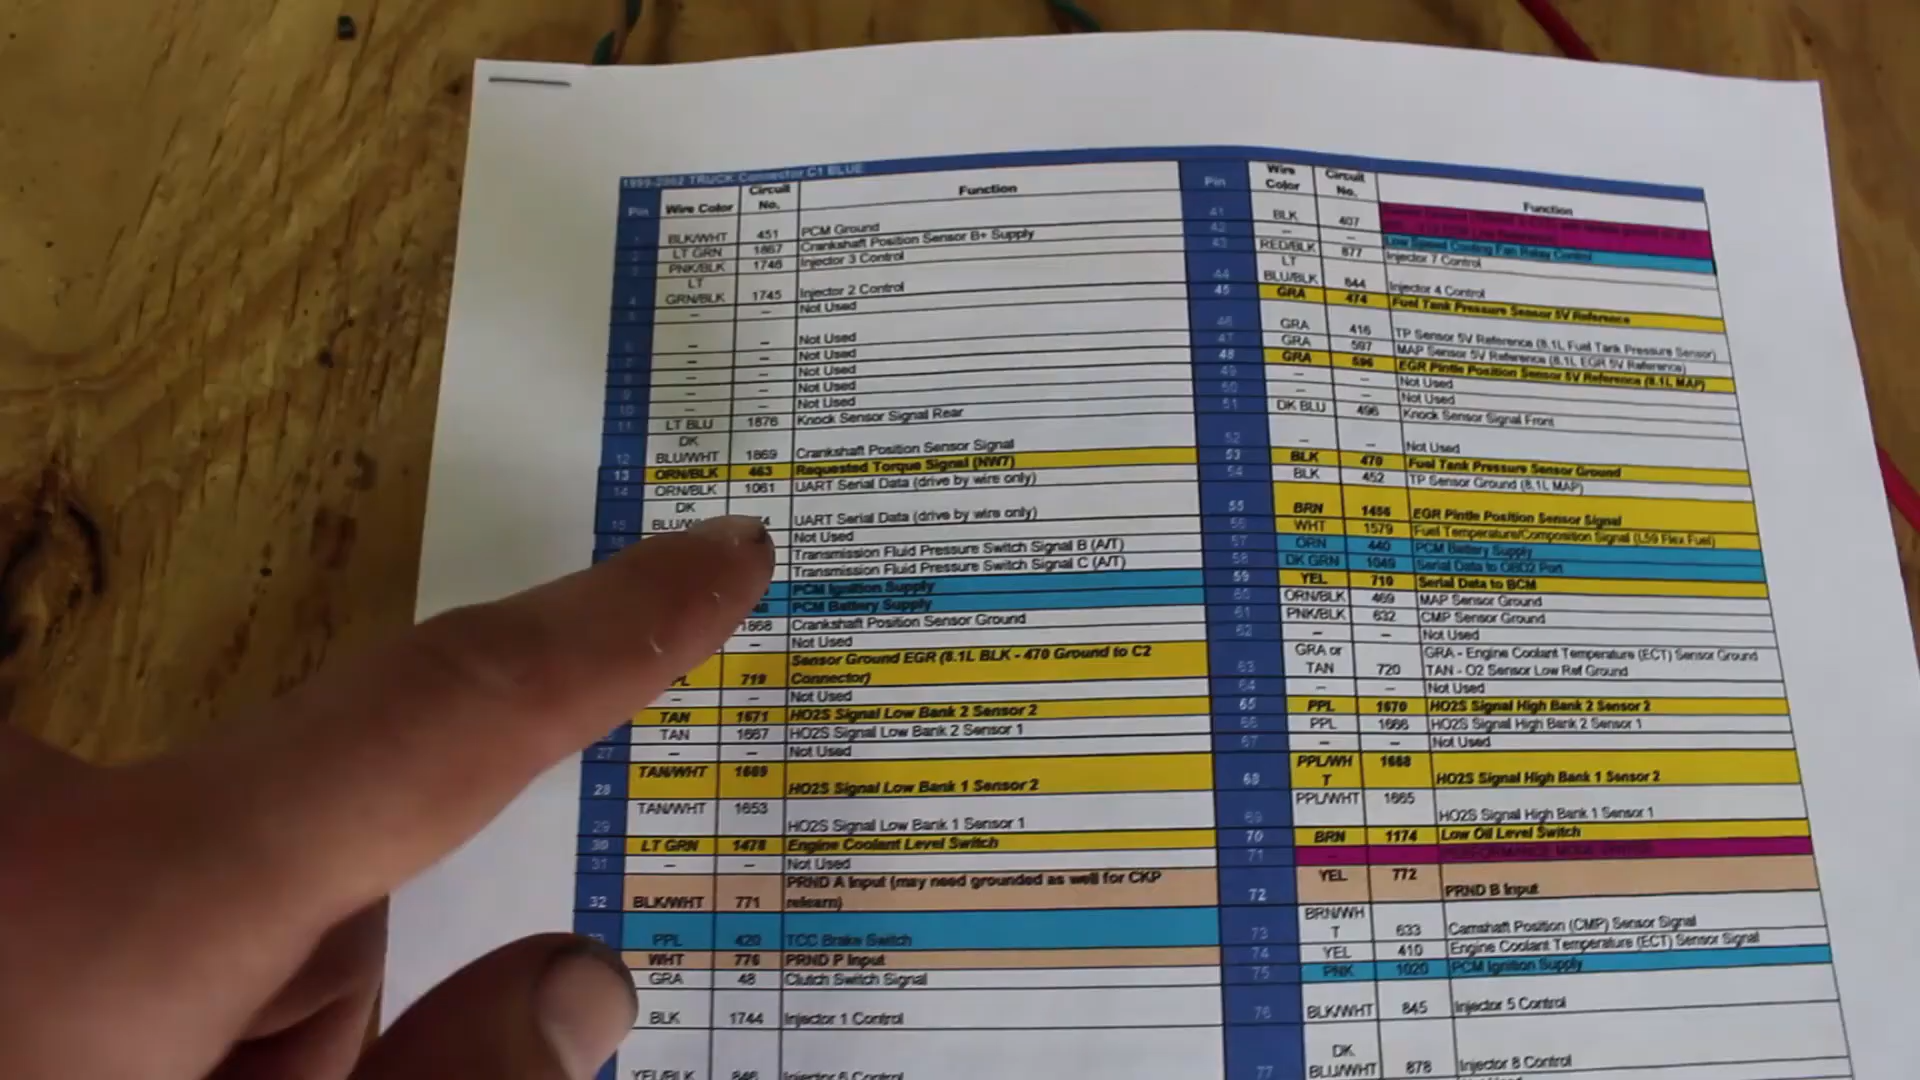 1999-2002 TRUCK Connector C1 BLUE
Pin Wire Color Circuit No. Function
1 BLK/WHT 451 PCM Ground
2 LT GRN 1867 Crankshaft Position Sensor B+ Supply
3 PNK/BLK 1746 Injector 3 Control
4 LT GRN/BLK 1745 Injector 2 Control
5 – – Not Used
6 – – Not Used
7 – – Not Used
8 – – Not Used
9 – – Not Used
10 – – Not Used
11 LT BLU 1876 Knock Sensor Signal Rear
12 DK BLU/WHT 1869 Crankshaft Position Sensor Signal
13 ORN/BLK 463 Requested Torque Signal (NW7)
14 ORN/BLK 1061 UART Serial Data (drive by wire only)
15 DK UART Serial Data (drive by wire only)
Not Used
Transmission Fluid Pressure Switch Signal B (A/T)
Transmission Fluid Pressure Switch Signal C (A/T)
PCM Ignition Supply
PCM Battery Supply
1868 Crankshaft Position Sensor Ground
– Not Used
719 Sensor Ground EGR (8.1L BLK - 470 Ground to C2 Connector)
– – Not Used
TAN 1671 HO2S Signal Low Bank 2 Sensor 2
TAN 1667 HO2S Signal Low Bank 2 Sensor 1
27 – – Not Used
28 TAN/WHT 1669 HO2S Signal Low Bank 1 Sensor 2
29 TAN/WHT 1653 HO2S Signal Low Bank 1 Sensor 1
30 LT GRN 1478 Engine Coolant Level Switch
31 – – Not Used
32 BLK/WHT 771 PRND A Input (may need grounded as well for CKP relearn)
PPL 420 TCC Brake Switch
WHT 776 PRND P Input
GRA 48 Clutch Switch Signal
BLK 1744 Injector 1 Control
YEL/BLK 846 Injector 6 Control
Pin Wire Color Circuit No. Function
41 BLK 407
42 – –
43 RED/BLK 877 Injector 7 Control
Low Speed Cooling Fan Relay Control
44 LT BLU/BLK 844 Injector 4 Control
45 GRA 474 Fuel Tank Pressure Sensor 5V Reference
46 GRA 416 TP Sensor 5V Reference (8.1L Fuel Tank Pressure Sensor)
47 GRA 597 MAP Sensor 5V Reference (8.1L EGR 5V Reference)
48 GRA 596 EGR Pintle Position Sensor 5V Reference (8.1L MAP)
49 – – Not Used
50 – – Not Used
51 DK BLU 496 Knock Sensor Signal Front
52 – – Not Used
53 BLK 470 Fuel Tank Pressure Sensor Ground
54 BLK 452 TP Sensor Ground (8.1L MAP)
55 BRN 1456 EGR Pintle Position Sensor Signal
56 WHT 1579 Fuel Temperature/Composition Signal (L59 Flex Fuel)
57 ORN 440 PCM Battery Supply
58 DK GRN 1049 Serial Data to OBD2 Port
59 YEL 710 Serial Data to BCM
60 ORN/BLK 469 MAP Sensor Ground
61 PNK/BLK 632 CMP Sensor Ground
62 – – Not Used
63 GRA or TAN 720 GRA - Engine Coolant Temperature (ECT) Sensor Ground
TAN - O2 Sensor Low Ref Ground
64 – – Not Used
65 PPL 1670 HO2S Signal High Bank 2 Sensor 2
66 PPL 1666 HO2S Signal High Bank 2 Sensor 1
67 – – Not Used
68 PPL/WHT 1668 HO2S Signal High Bank 1 Sensor 2
69 PPL/WHT 1665 HO2S Signal High Bank 1 Sensor 1
70 BRN 1174 Low Oil Level Switch
71
72 YEL 772 PRND B Input
73 BRN/WHT 633 Camshaft Position (CMP) Sensor Signal
74 YEL 410 Engine Coolant Temperature (ECT) Sensor Signal
75 PNK 1020 PCM Ignition Supply
76 BLK/WHT 845 Injector 5 Control
77 DK BLU/WHT 878 Injector 8 Control